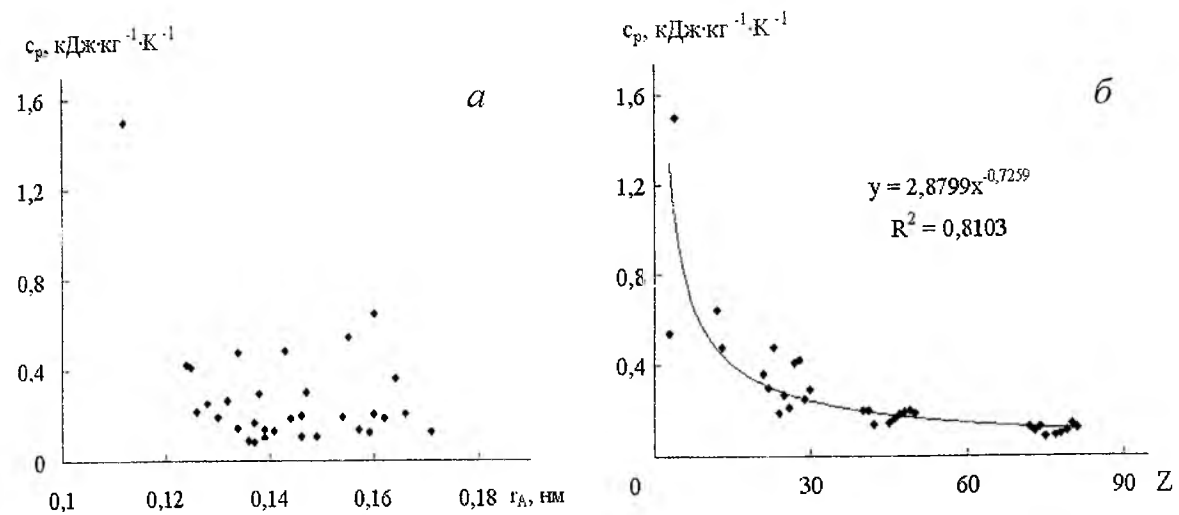 c_p, кДж·кг⁻¹·К⁻¹
а
1,6
1,2
0,8
0,4
0
0,1
0,12
0,14
0,16
0,18
r_A, нм
c_p, кДж·кг⁻¹·К⁻¹
б
1,6
1,2
0,8
0,4
y = 2,8799x^-0,7259
R² = 0,8103
0
30
60
90
Z